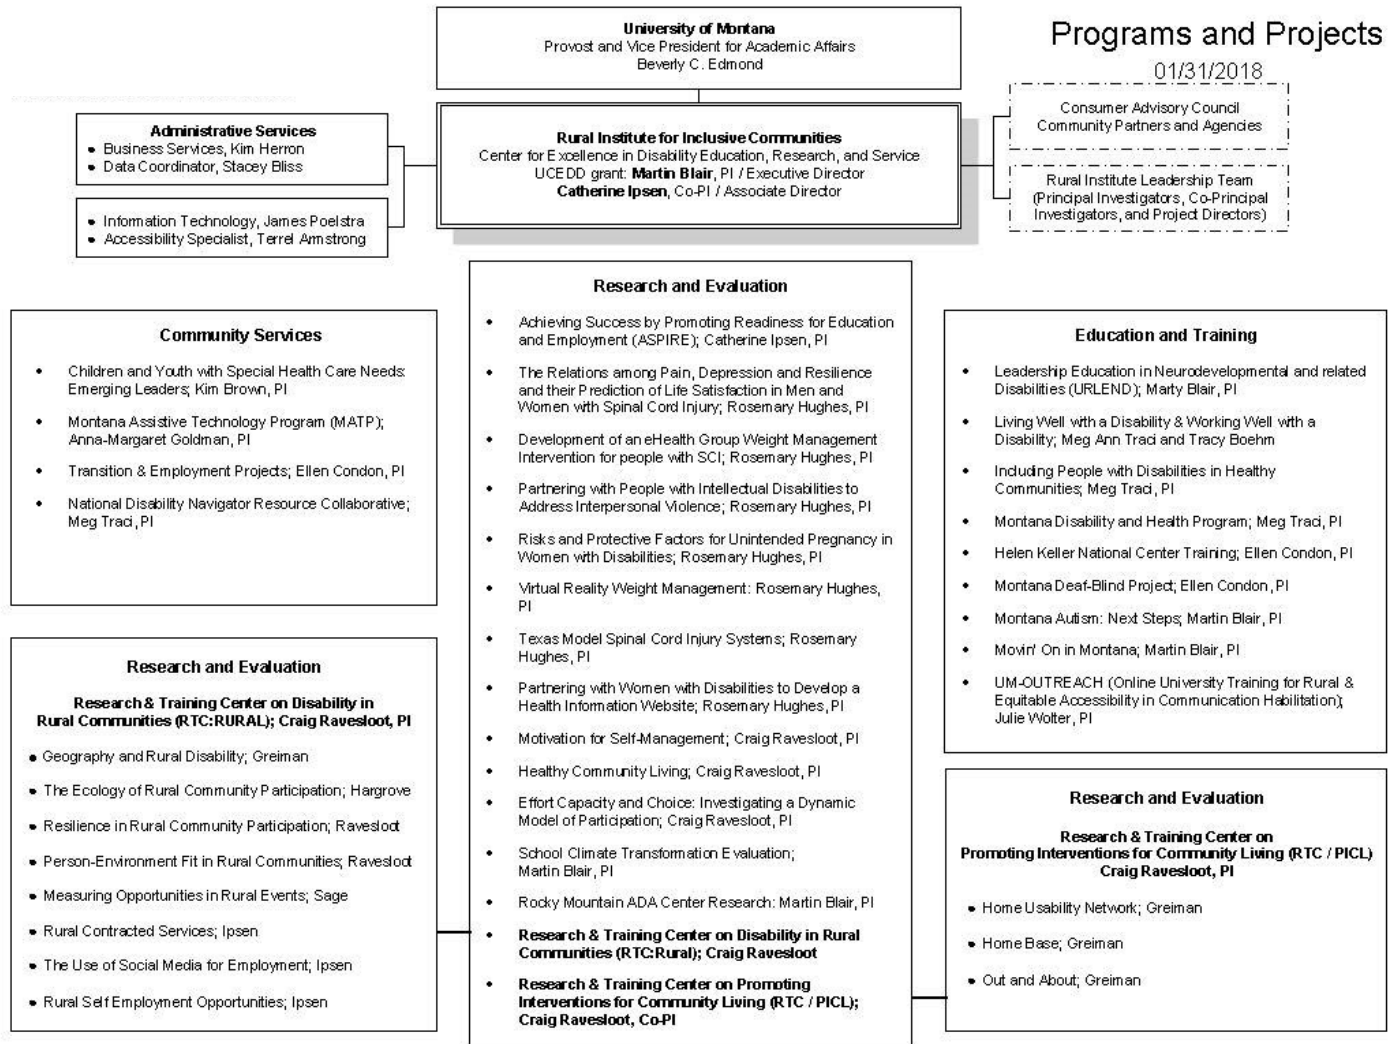 University of Montana
Provost and Vice President for Academic Affairs
Beverly C. Edmond
Programs and Projects
01/31/2018
Administrative Services
• Business Services, Kim Herron
• Data Coordinator, Stacey Bliss
• Information Technology, James Poelstra
• Accessibility Specialist, Terrel Armstrong
Rural Institute for Inclusive Communities
Center for Excellence in Disability Education, Research, and Service
UCEDD grant: Martin Blair, PI / Executive Director
Catherine Ipsen, Co-PI / Associate Director
Consumer Advisory Council
Community Partners and Agencies
Rural Institute Leadership Team
(Principal Investigators, Co-Principal
Investigators, and Project Directors)
Community Services
• Children and Youth with Special Health Care Needs:
Emerging Leaders; Kim Brown, PI
• Montana Assistive Technology Program (MATP);
Anna-Margaret Goldman, PI
• Transition & Employment Projects; Ellen Condon, PI
• National Disability Navigator Resource Collaborative;
Meg Traci, PI
Research and Evaluation
Research & Training Center on Disability in
Rural Communities (RTC:RURAL); Craig Ravesloot, PI
• Geography and Rural Disability; Greiman
• The Ecology of Rural Community Participation; Hargrove
• Resilience in Rural Community Participation; Ravesloot
• Person-Environment Fit in Rural Communities; Ravesloot
• Measuring Opportunities in Rural Events; Sage
• Rural Contracted Services; Ipsen
• The Use of Social Media for Employment; Ipsen
• Rural Self Employment Opportunities; Ipsen
Research and Evaluation
• Achieving Success by Promoting Readiness for Education
and Employment (ASPIRE); Catherine Ipsen, PI
• The Relations among Pain, Depression and Resilience
and their Prediction of Life Satisfaction in Men and
Women with Spinal Cord Injury; Rosemary Hughes, PI
• Development of an eHealth Group Weight Management
Intervention for people with SCI; Rosemary Hughes, PI
• Partnering with People with Intellectual Disabilities to
Address Interpersonal Violence; Rosemary Hughes, PI
• Risks and Protective Factors for Unintended Pregnancy in
Women with Disabilities; Rosemary Hughes, PI
• Virtual Reality Weight Management: Rosemary Hughes,
PI
• Texas Model Spinal Cord Injury Systems; Rosemary
Hughes, PI
• Partnering with Women with Disabilities to Develop a
Health Information Website; Rosemary Hughes, PI
• Motivation for Self-Management; Craig Ravesloot, PI
• Healthy Community Living; Craig Ravesloot, PI
• Effort Capacity and Choice: Investigating a Dynamic
Model of Participation; Craig Ravesloot, PI
• School Climate Transformation Evaluation;
Martin Blair, PI
• Rocky Mountain ADA Center Research: Martin Blair, PI
• Research & Training Center on Disability in Rural
Communities (RTC:Rural); Craig Ravesloot
• Research & Training Center on Promoting
Interventions for Community Living (RTC / PICL);
Craig Ravesloot, Co-PI
Education and Training
• Leadership Education in Neurodevelopmental and related
Disabilities (URLEND); Marty Blair, PI
• Living Well with a Disability & Working Well with a
Disability; Meg Ann Traci and Tracy Boehm
• Including People with Disabilities in Healthy
Communities; Meg Traci, PI
• Montana Disability and Health Program; Meg Traci, PI
• Helen Keller National Center Training; Ellen Condon, PI
• Montana Deaf-Blind Project; Ellen Condon, PI
• Montana Autism: Next Steps; Martin Blair, PI
• Movin' On in Montana; Martin Blair, PI
• UM-OUTREACH (Online University Training for Rural &
Equitable Accessibility in Communication Habilitation);
Julie Wolter, PI
Research and Evaluation
Research & Training Center on
Promoting Interventions for Community Living (RTC / PICL)
Craig Ravesloot, PI
• Home Usability Network; Greiman
• Home Base; Greiman
• Out and About; Greiman